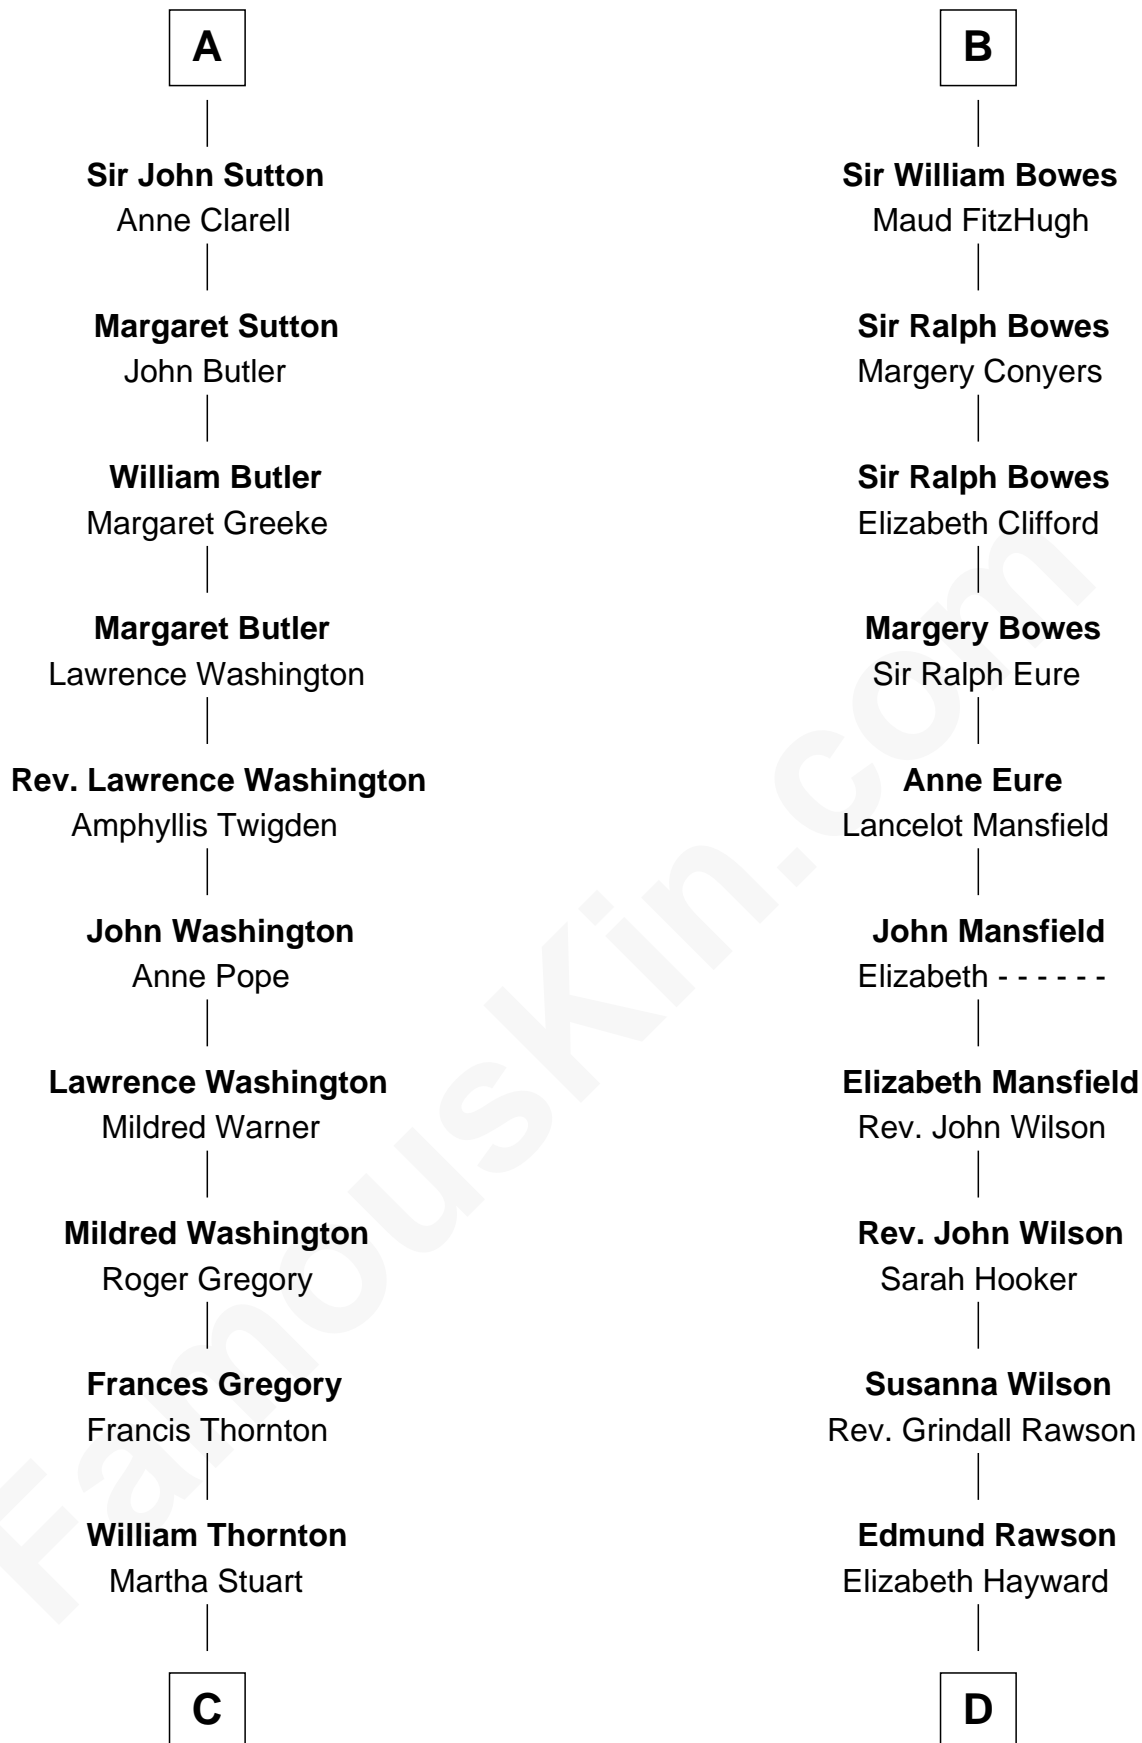 A
Sir John Sutton
Anne Clarell
Margaret Sutton
John Butler
William Butler
Margaret Greeke
Margaret Butler
Lawrence Washington
Rev. Lawrence Washington
Amphyllis Twigden
John Washington
Anne Pope
Lawrence Washington
Mildred Warner
Mildred Washington
Roger Gregory
Frances Gregory
Francis Thornton
William Thornton
Martha Stuart
C
B
Sir William Bowes
Maud FitzHugh
Sir Ralph Bowes
Margery Conyers
Sir Ralph Bowes
Elizabeth Clifford
Margery Bowes
Sir Ralph Eure
Anne Eure
Lancelot Mansfield
John Mansfield
Elizabeth - - - - - -
Elizabeth Mansfield
Rev. John Wilson
Rev. John Wilson
Sarah Hooker
Susanna Wilson
Rev. Grindall Rawson
Edmund Rawson
Elizabeth Hayward
D
FamousKin.com